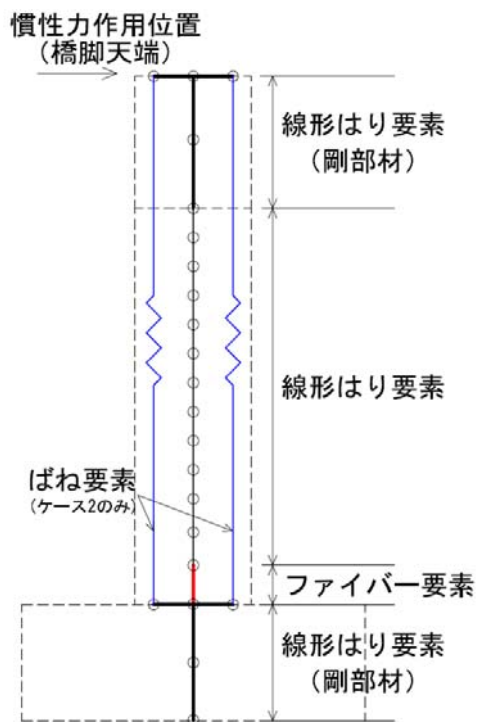 慣性力作用位置
（橋脚天端）
線形はり要素
（剛部材）
線形はり要素
ばね要素
（ケース2のみ）
ファイバー要素
線形はり要素
（剛部材）